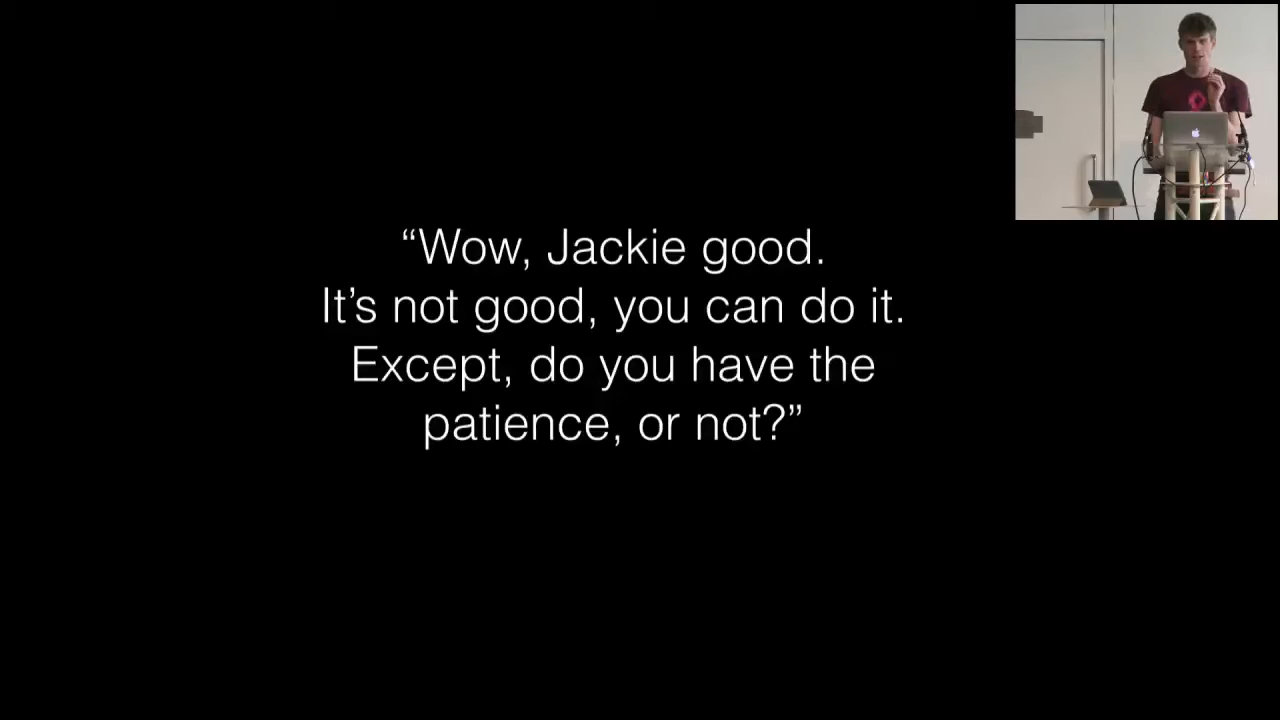 “Wow, Jackie good.
It’s not good, you can do it.
Except, do you have the
patience, or not?”